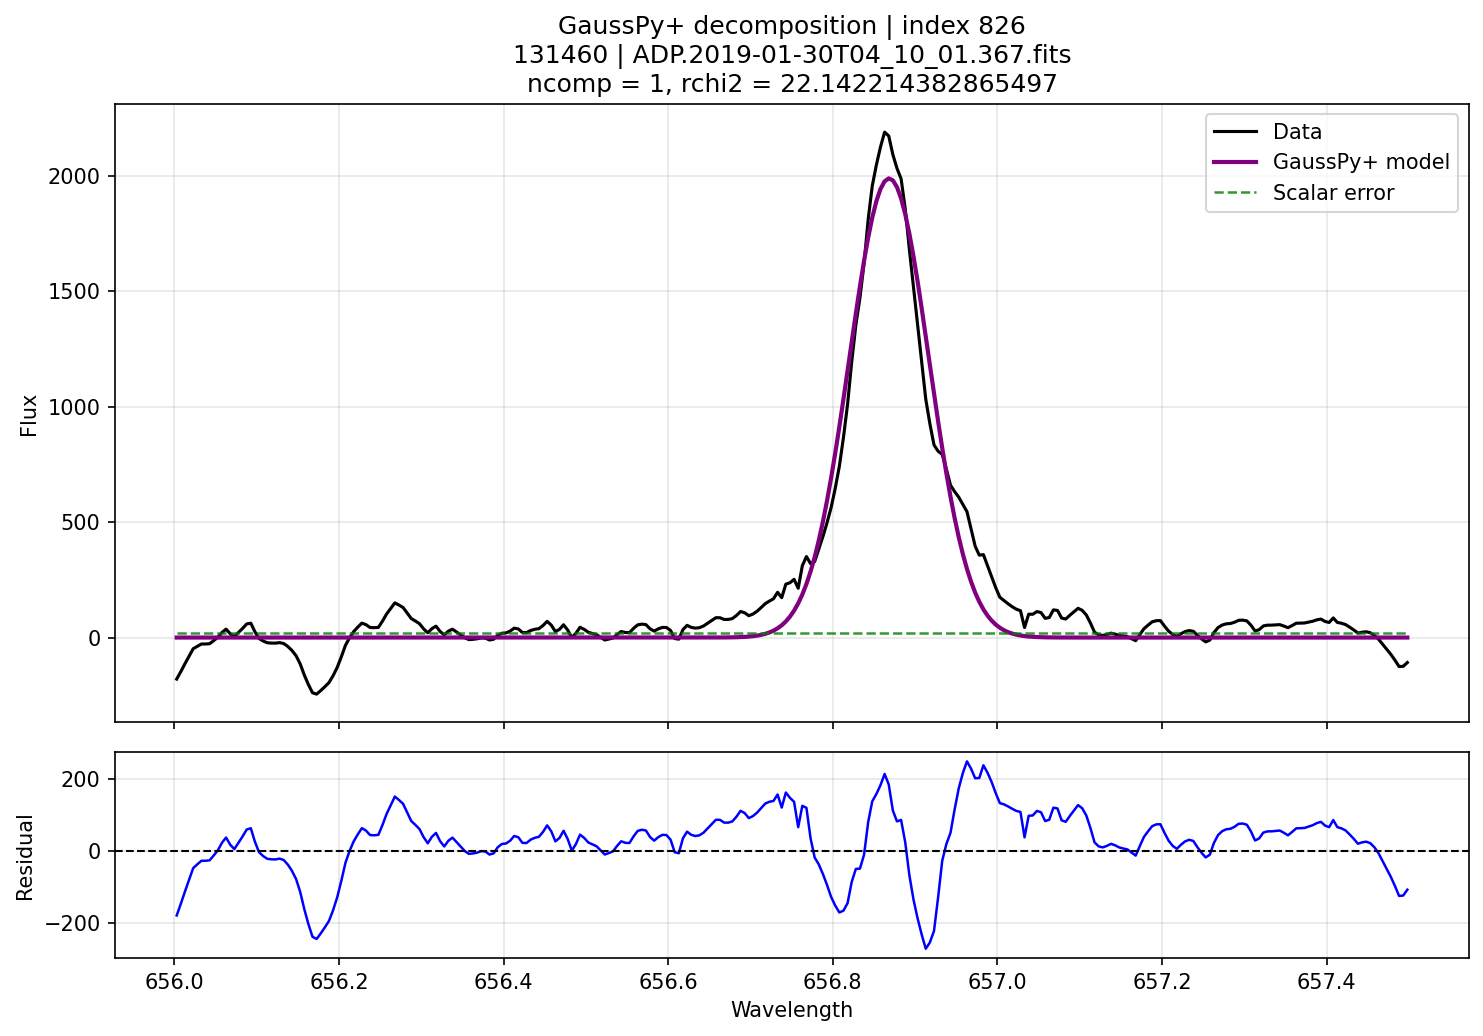 GaussPy+ decomposition | index 826
131460 | ADP.2019-01-30T04_10_01.367.fits
ncomp = 1, rchi2 = 22.142214382865497
Data
GaussPy+ model
Scalar error
Flux
2000
1500
1000
500
0
Residual
200
0
−200
656.0 656.2 656.4 656.6 656.8 657.0 657.2 657.4
Wavelength